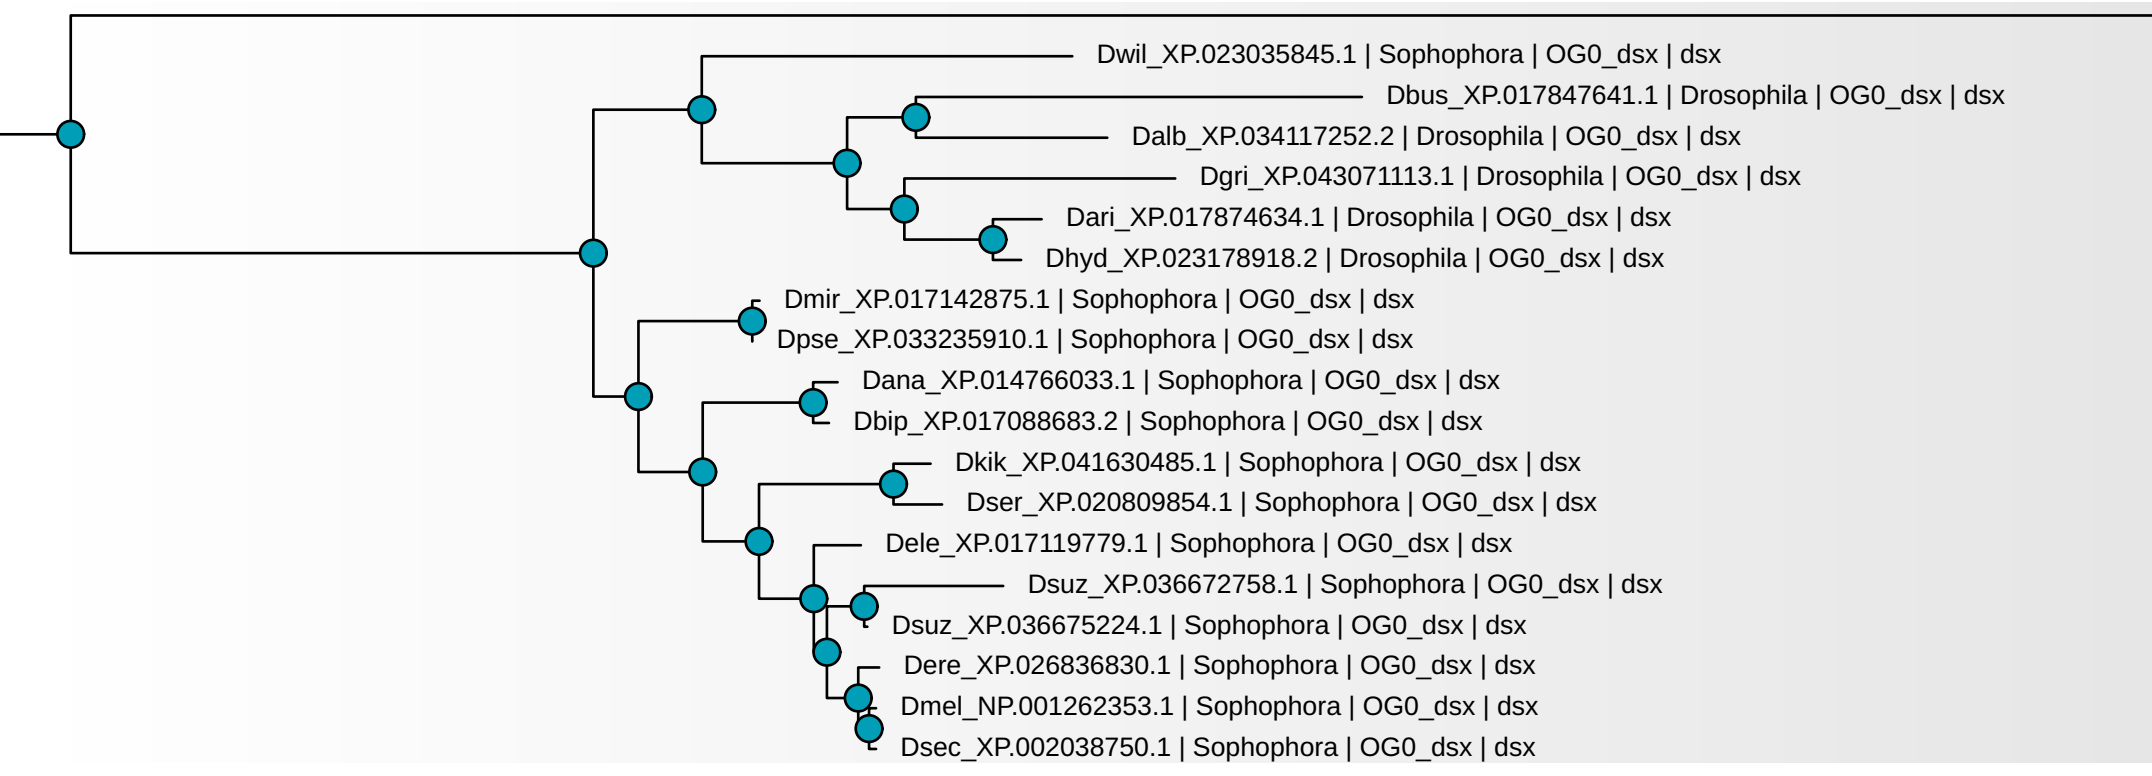 Dwil_XP.023035845.1 | Sophophora | OG0_dsx | dsx
Dbus_XP.017847641.1 | Drosophila | OG0_dsx | dsx
Dalb_XP.034117252.2 | Drosophila | OG0_dsx | dsx
Dgri_XP.043071113.1 | Drosophila | OG0_dsx | dsx
Dari_XP.017874634.1 | Drosophila | OG0_dsx | dsx
Dhyd_XP.023178918.2 | Drosophila | OG0_dsx | dsx
Dmir_XP.017142875.1 | Sophophora | OG0_dsx | dsx
Dpse_XP.033235910.1 | Sophophora | OG0_dsx | dsx
Dana_XP.014766033.1 | Sophophora | OG0_dsx | dsx
Dbip_XP.017088683.2 | Sophophora | OG0_dsx | dsx
Dkik_XP.041630485.1 | Sophophora | OG0_dsx | dsx
Dser_XP.020809854.1 | Sophophora | OG0_dsx | dsx
Dele_XP.017119779.1 | Sophophora | OG0_dsx | dsx
Dsuz_XP.036672758.1 | Sophophora | OG0_dsx | dsx
Dsuz_XP.036675224.1 | Sophophora | OG0_dsx | dsx
Dere_XP.026836830.1 | Sophophora | OG0_dsx | dsx
Dmel_NP.001262353.1 | Sophophora | OG0_dsx | dsx
Dsec_XP.002038750.1 | Sophophora | OG0_dsx | dsx